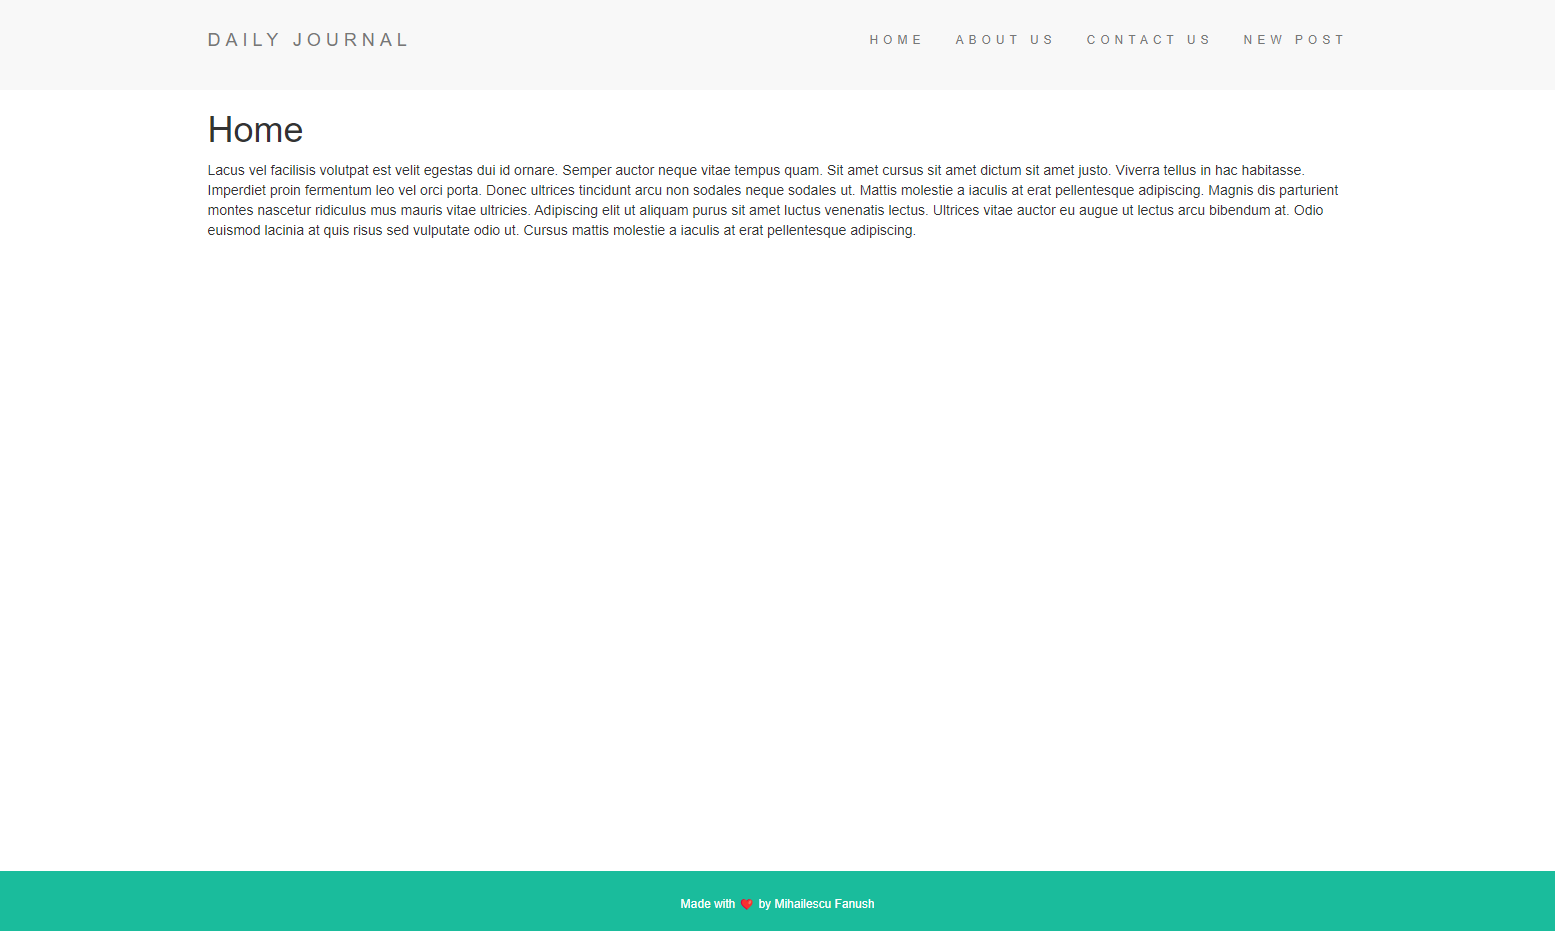 DAILY JOURNAL
HOME ABOUT US CONTACT US NEW POST
Home
Lacus vel facilisis volutpat est velit egestas dui id ornare. Semper auctor neque vitae tempus quam. Sit amet cursus sit amet dictum sit amet justo. Viverra tellus in hac habitasse.
Imperdiet proin fermentum leo vel orci porta. Donec ultrices tincidunt arcu non sodales neque sodales ut. Mattis molestie a iaculis at erat pellentesque adipiscing. Magnis dis parturient
montes nascetur ridiculus mus mauris vitae ultricies. Adipiscing elit ut aliquam purus sit amet luctus venenatis lectus. Ultrices vitae auctor eu augue ut lectus arcu bibendum at. Odio
euismod lacinia at quis risus sed vulputate odio ut. Cursus mattis molestie a iaculis at erat pellentesque adipiscing.
Made with ❤️ by Mihailescu Fanush